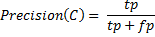 Precision(C) = tp / (tp + fp)